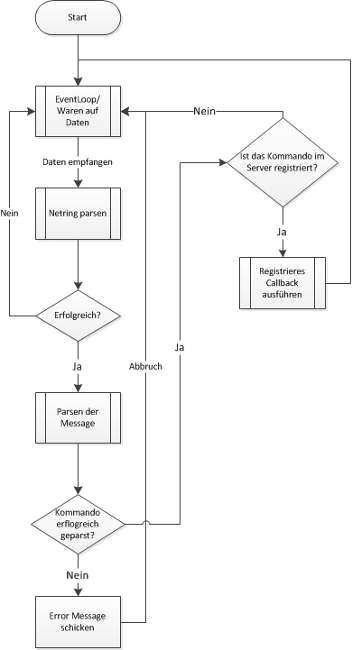 Start
EventLoop/
Waren auf
Daten
Nein
Ist das Kommando im
Server registriert?
Daten empfangen
Nein
Netring parsen
Ja
Registrieres
Callback
ausführen
Erfolgreich?
Ja
Abbruch
Ja
Parsen der
Message
Kommando
erflogreich
geparst?
Nein
Error Message
schicken